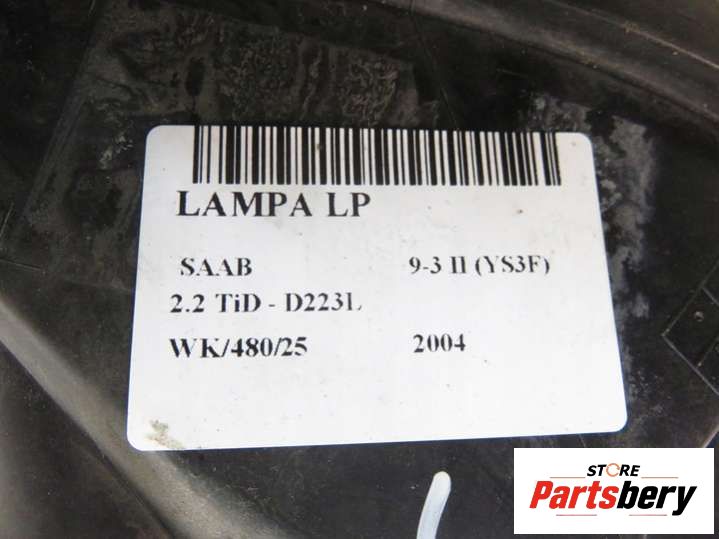 LAMPA LP
SAAB 9-3 II (YS3F)
2.2 TiD - D223L
WK/480/25 2004
STORE
Partsbery